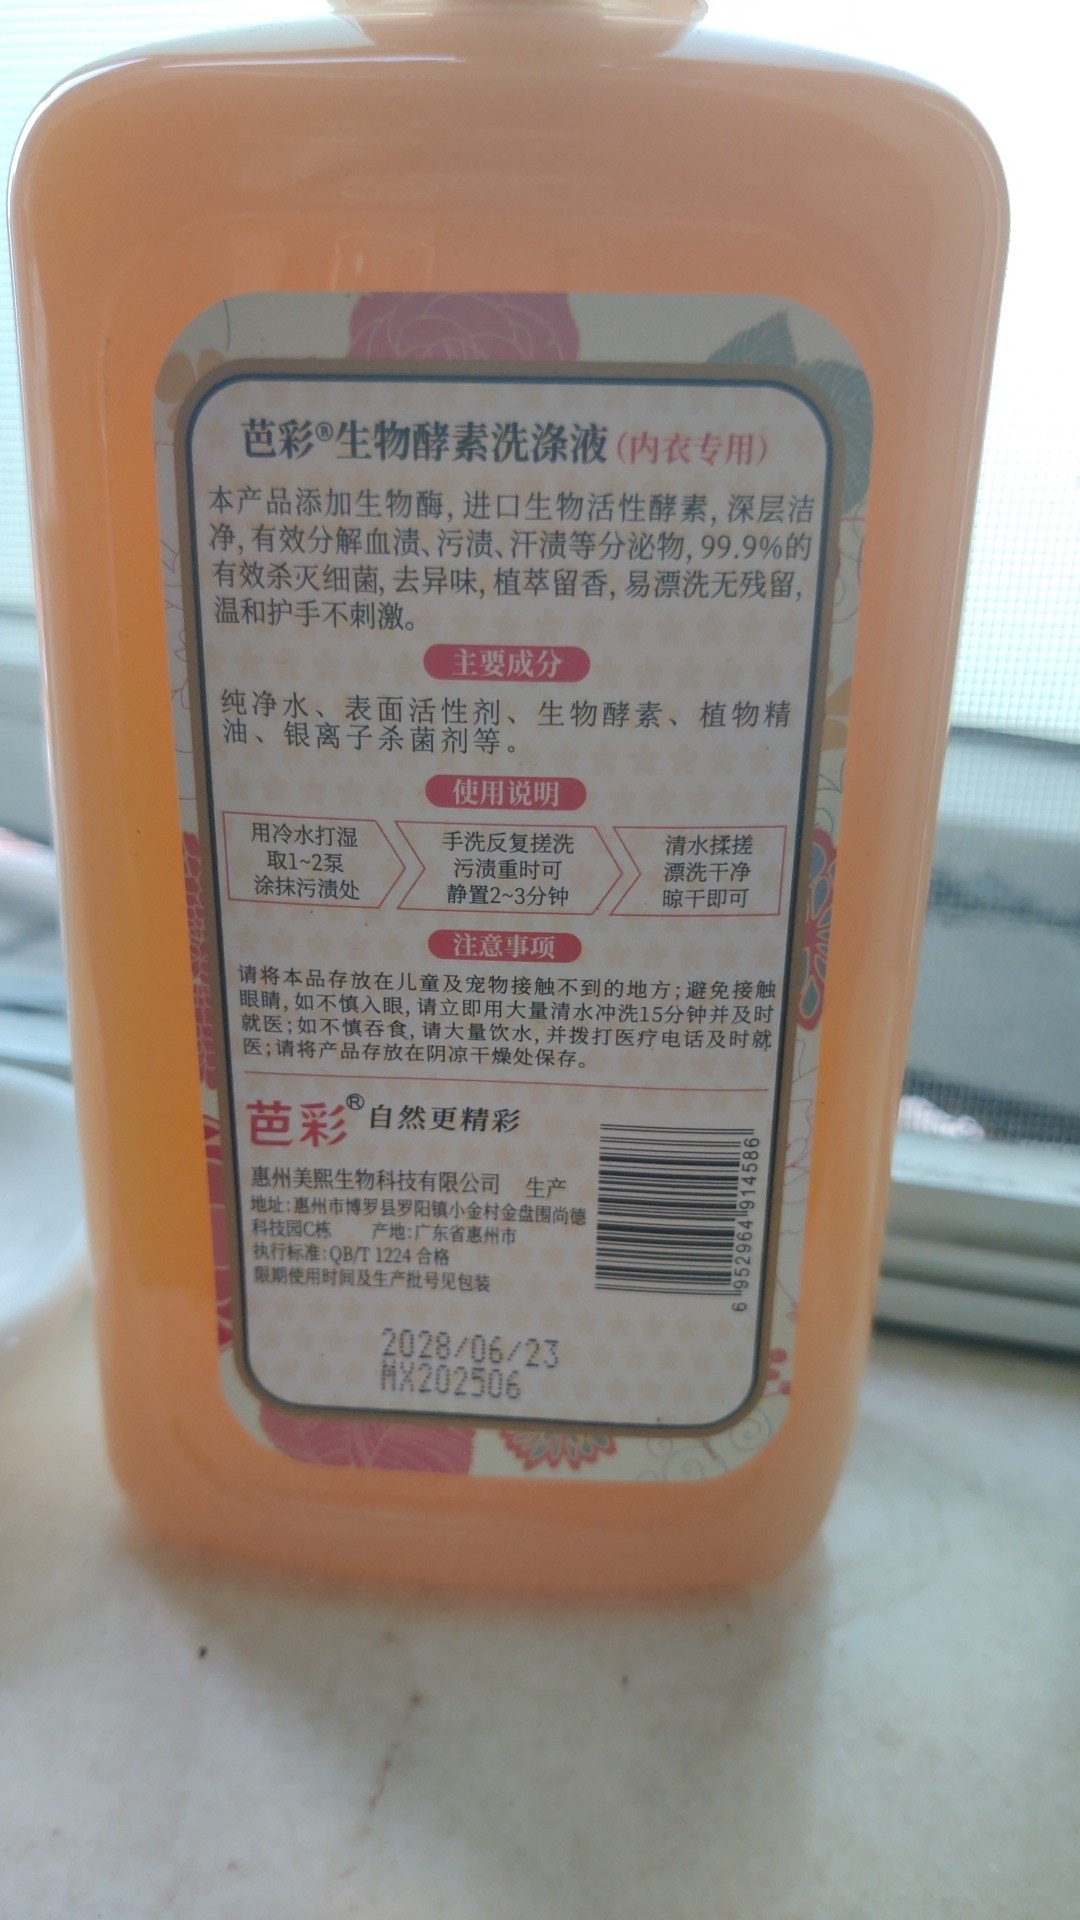 芭彩®生物酵素洗涤液(内衣专用)
本产品添加生物酶,进口生物活性酵素,深层洁
净,有效分解血渍、污渍、汗渍等分泌物,99.9%的
有效杀灭细菌,去异味,植萃留香,易漂洗无残留,
温和护手不刺激。
主要成分
纯净水、表面活性剂、生物酵素、植物精
油、银离子杀菌剂等。
使用说明
用冷水打湿
取1~2泵
涂抹污渍处
手洗反复搓洗
污渍重时可
静置2~3分钟
清水揉搓
漂洗干净
晾干即可
注意事项
请将本品存放在儿童及宠物接触不到的地方;避免接触
眼睛,如不慎入眼,请立即用大量清水冲洗15分钟并及时
就医;如不慎吞食,请大量饮水,并拨打医疗电话及时就
医;请将产品存放在阴凉干燥处保存。
芭彩®自然更精彩
惠州美熙生物科技有限公司 生产
地址:惠州市博罗县罗阳镇小金村金盘围尚德
科技园C栋 产地:广东省惠州市
执行标准:QB/T 1224 合格
限期使用时间及生产批号见包装
6 952964 914586
2028/06/23
MX202506